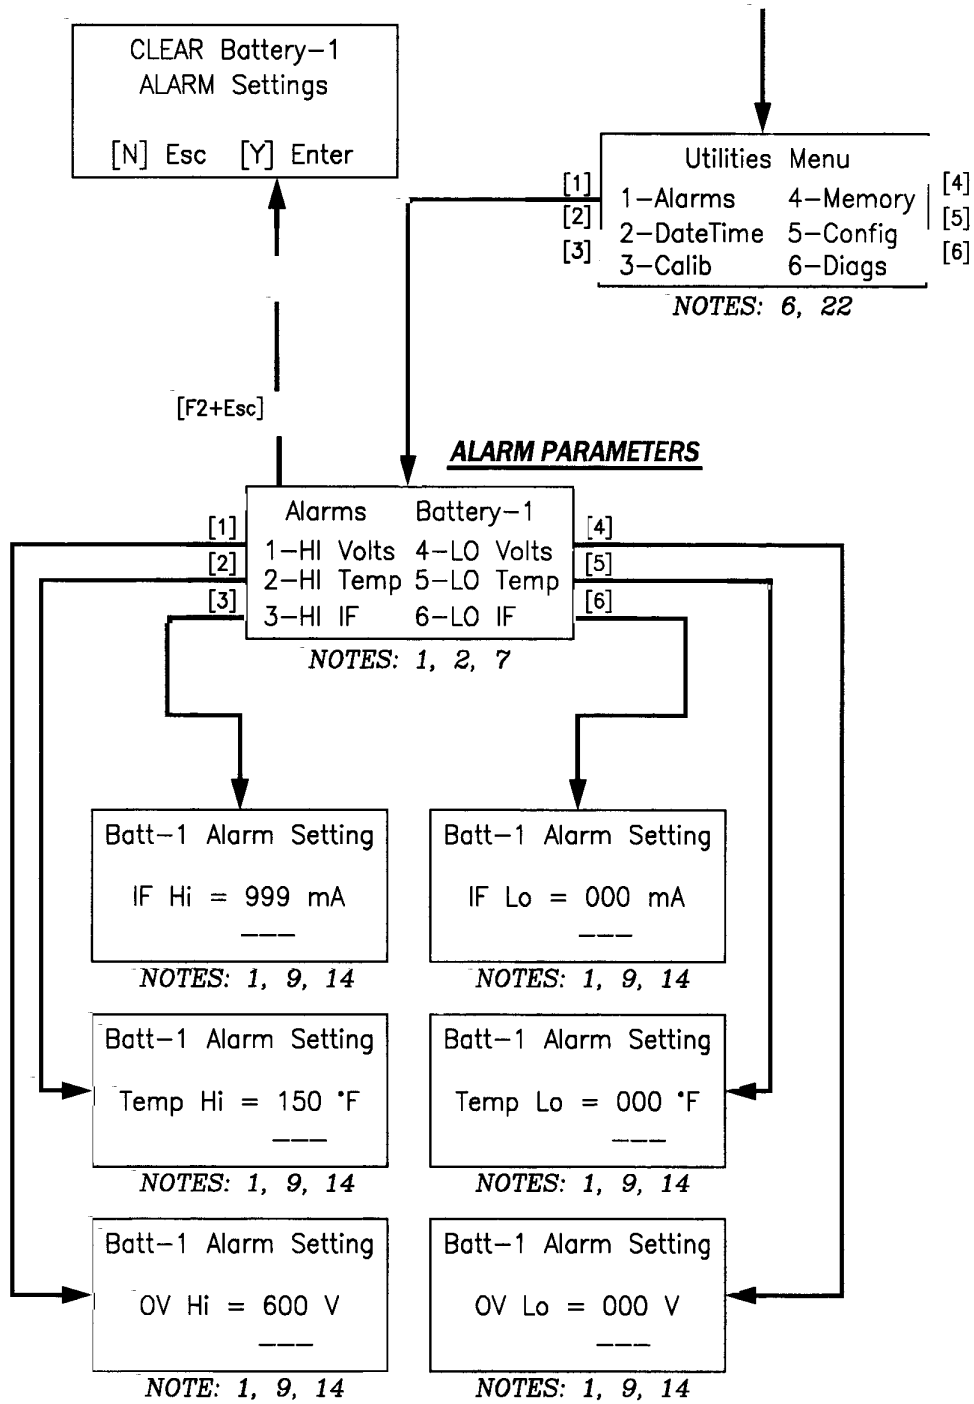 CLEAR Battery-1
ALARM Settings
[N] Esc [Y] Enter
Utilities Menu
[1] 1-Alarms 4-Memory [4]
[2] 2-DateTime 5-Config [5]
[3] 3-Calib 6-Diags [6]
NOTES: 6, 22
[F2+Esc]
ALARM PARAMETERS
Alarms Battery-1
[1] 1-HI Volts 4-LO Volts [4]
[2] 2-HI Temp 5-LO Temp [5]
[3] 3-HI IF 6-LO IF [6]
NOTES: 1, 2, 7
Batt-1 Alarm Setting
IF Hi = 999 mA
___
NOTES: 1, 9, 14
Batt-1 Alarm Setting
IF Lo = 000 mA
___
NOTES: 1, 9, 14
Batt-1 Alarm Setting
Temp Hi = 150 °F
___
NOTES: 1, 9, 14
Batt-1 Alarm Setting
Temp Lo = 000 °F
___
NOTES: 1, 9, 14
Batt-1 Alarm Setting
OV Hi = 600 V
___
NOTE: 1, 9, 14
Batt-1 Alarm Setting
OV Lo = 000 V
___
NOTES: 1, 9, 14